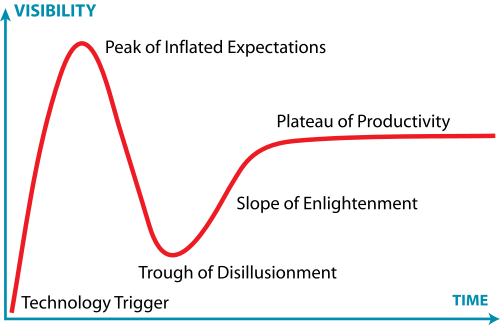 VISIBILITY
Peak of Inflated Expectations
Plateau of Productivity
Slope of Enlightenment
Trough of Disillusionment
Technology Trigger
TIME